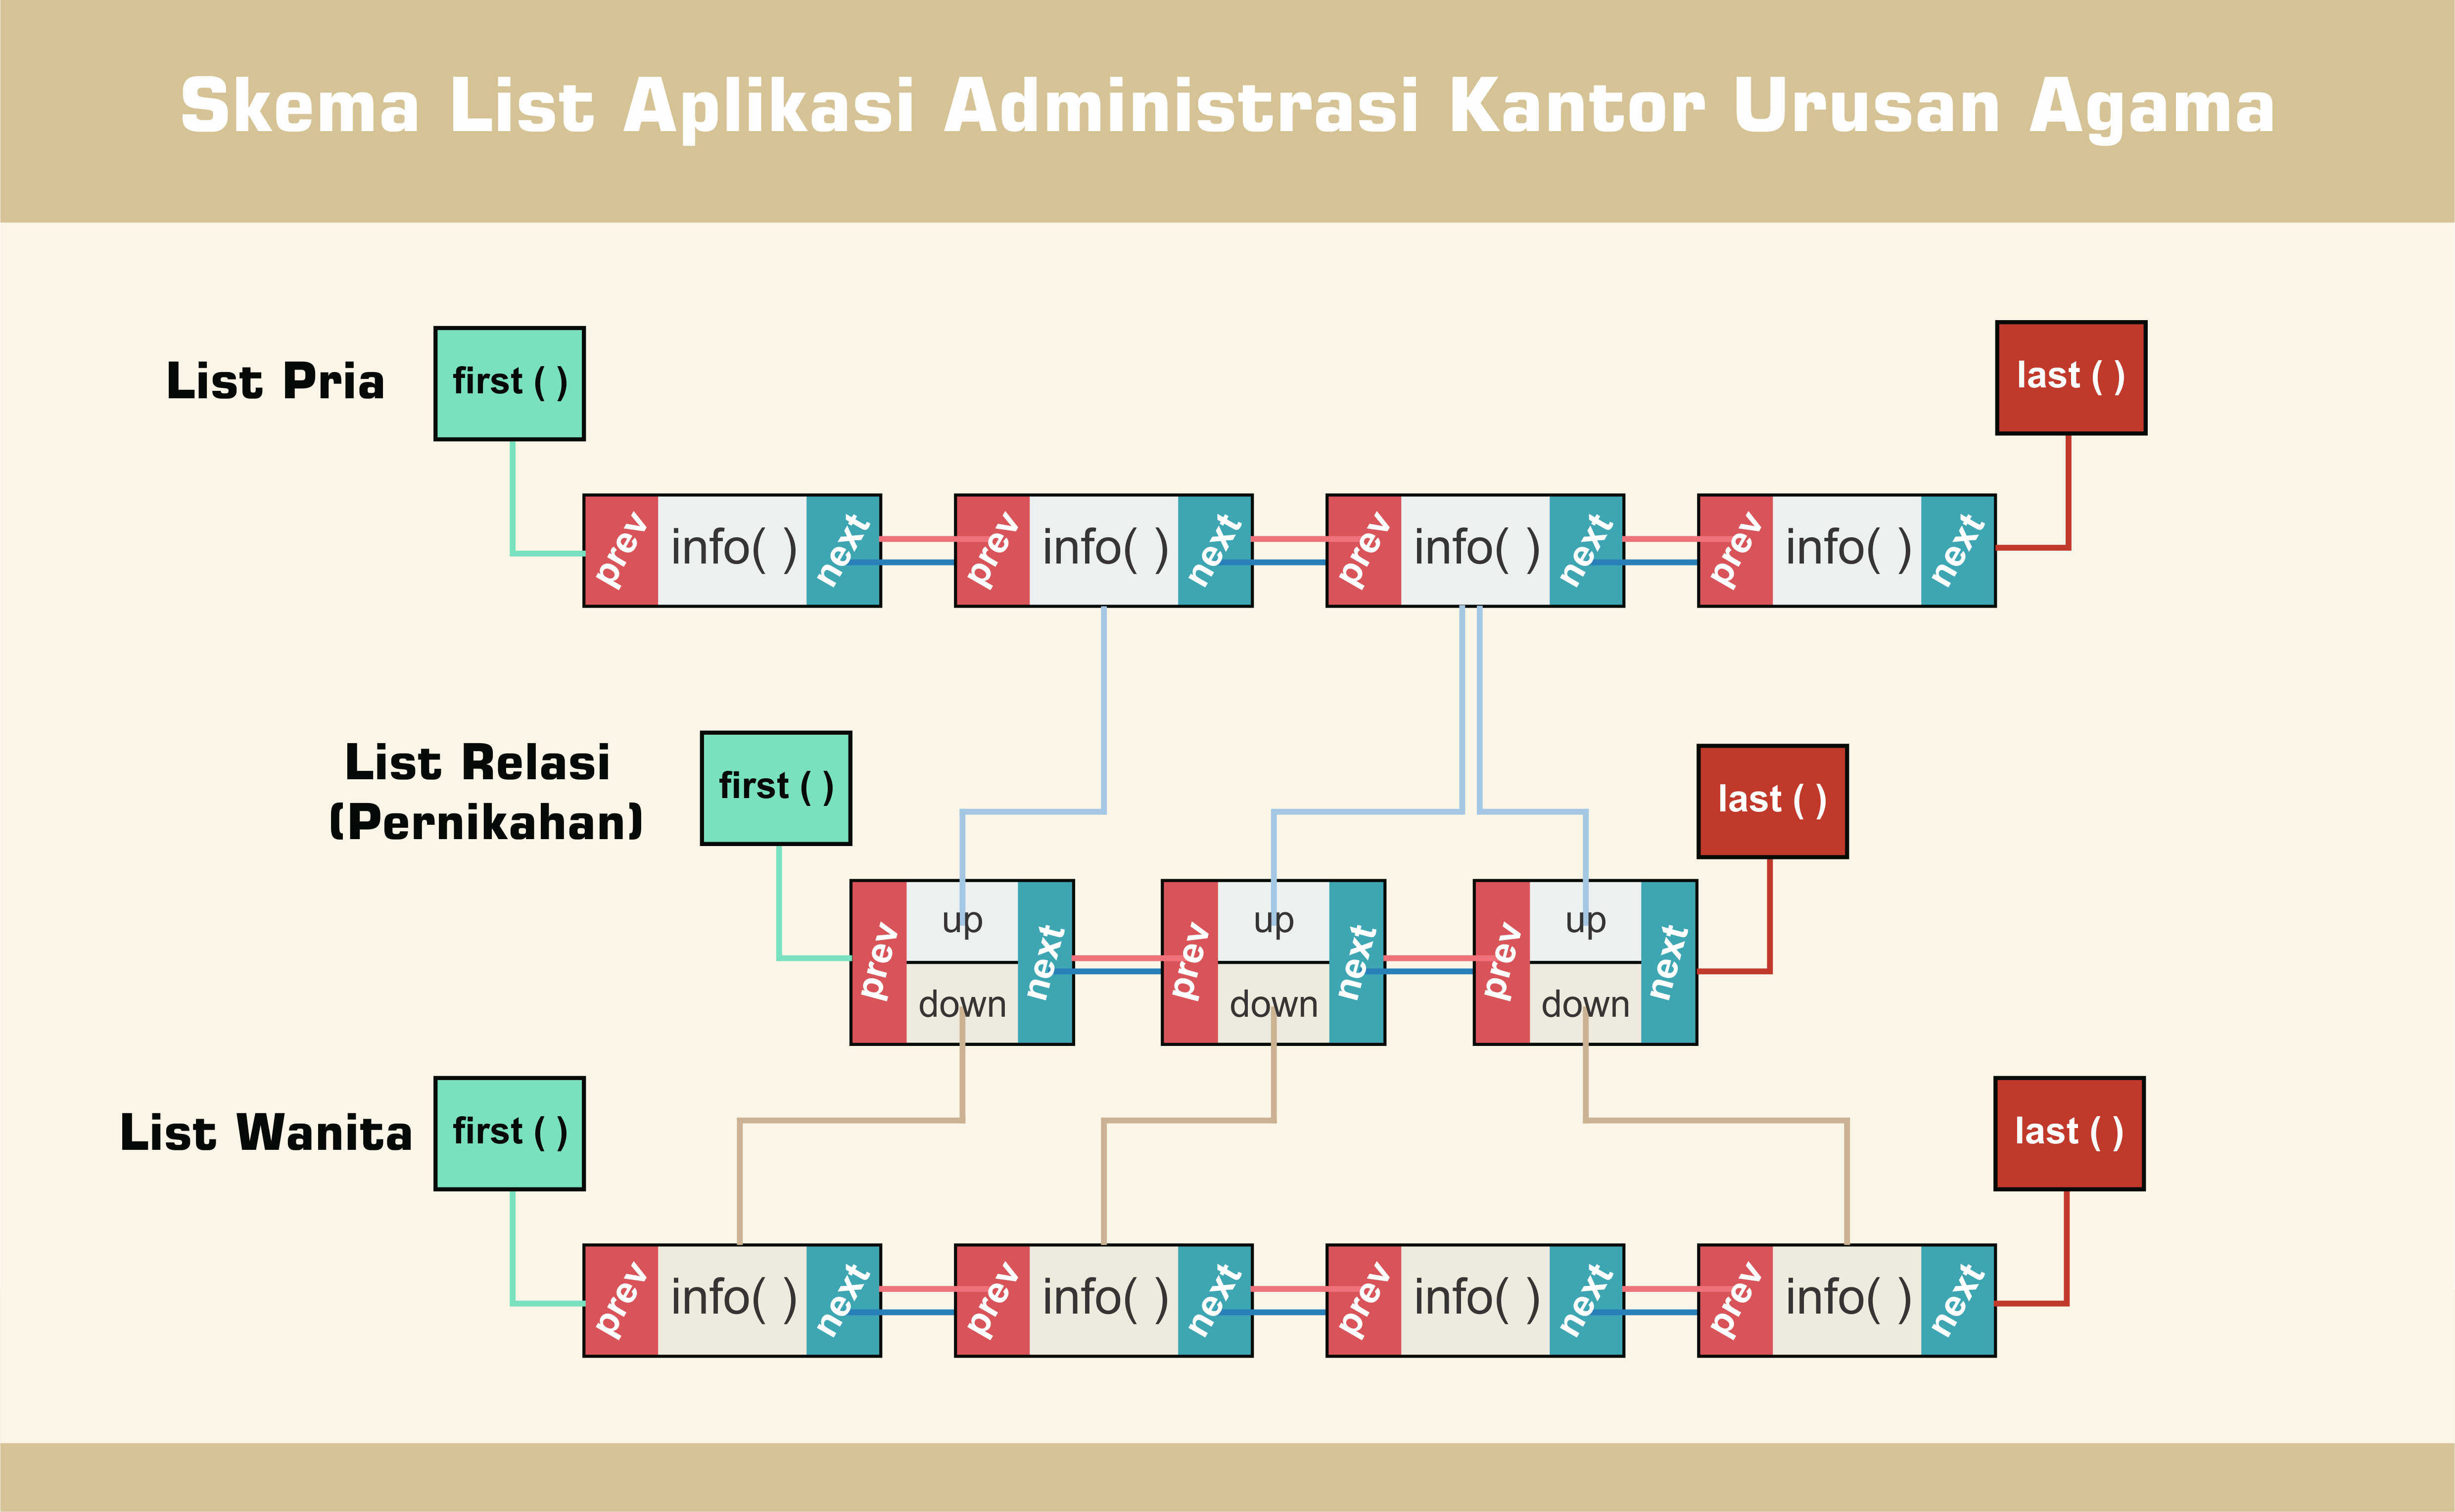 Skema List Aplikasi Administrasi Kantor Urusan Agama
List Pria
first ( )
last ( )
prev info( ) next
prev info( ) next
prev info( ) next
prev info( ) next
List Relasi
(Pernikahan)
first ( )
last ( )
prev up down next
prev up down next
prev up down next
List Wanita
first ( )
last ( )
prev info( ) next
prev info( ) next
prev info( ) next
prev info( ) next